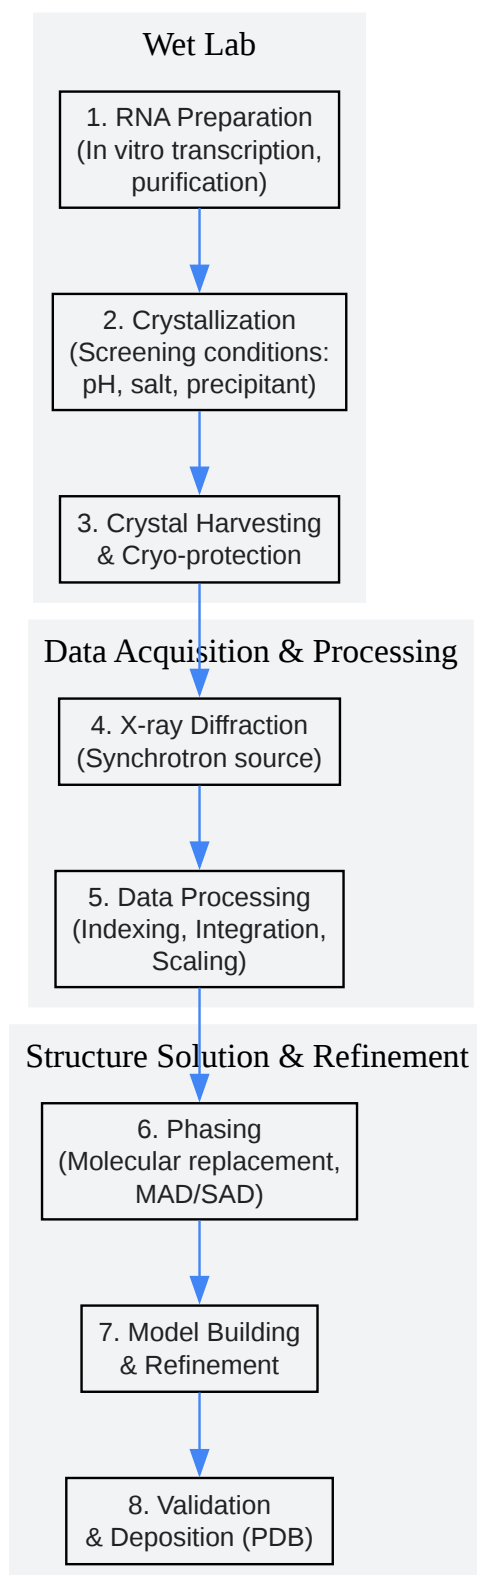 Wet Lab
1. RNA Preparation
(In vitro transcription,
purification)
2. Crystallization
(Screening conditions:
pH, salt, precipitant)
3. Crystal Harvesting
& Cryo-protection
Data Acquisition & Processing
4. X-ray Diffraction
(Synchrotron source)
5. Data Processing
(Indexing, Integration,
Scaling)
Structure Solution & Refinement
6. Phasing
(Molecular replacement,
MAD/SAD)
7. Model Building
& Refinement
8. Validation
& Deposition (PDB)